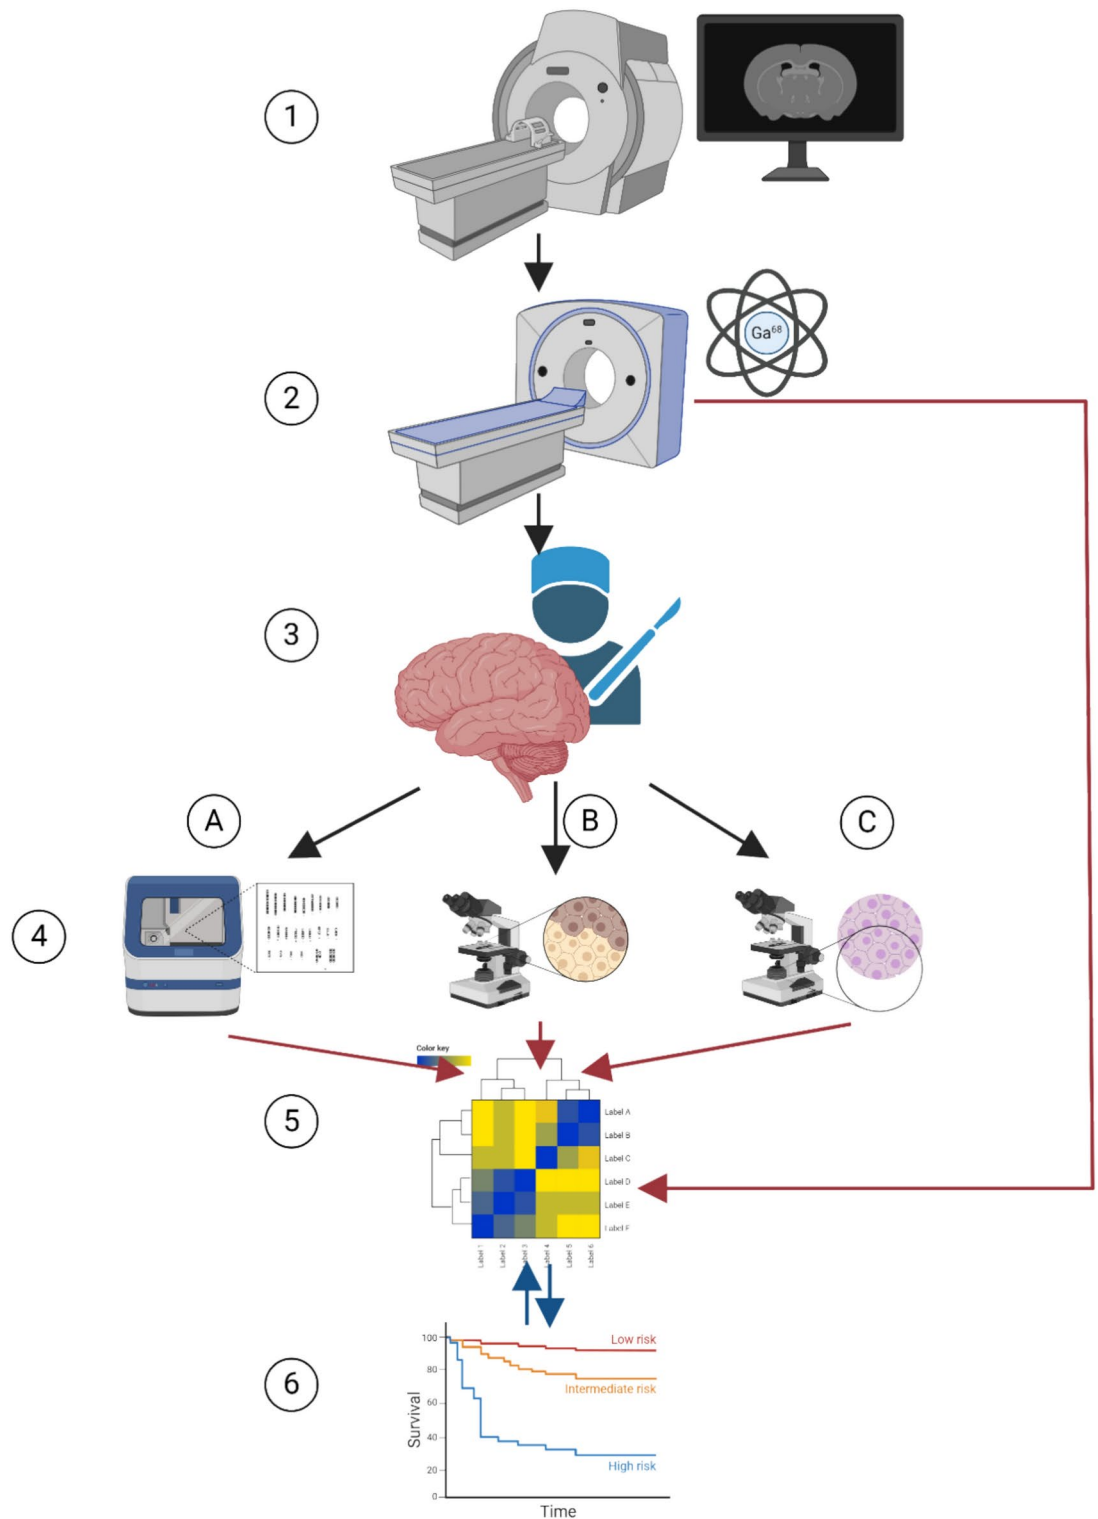 1
Ga⁶⁸
2
3
A
B
C
4
Color key
5
Label A
Label B
Label C
Label D
Label E
Label F
Label 1
Label 2
Label 3
Label 4
Label 5
Label 6
6
100
80
60
40
20
0
Survival
Low risk
Intermediate risk
High risk
Time